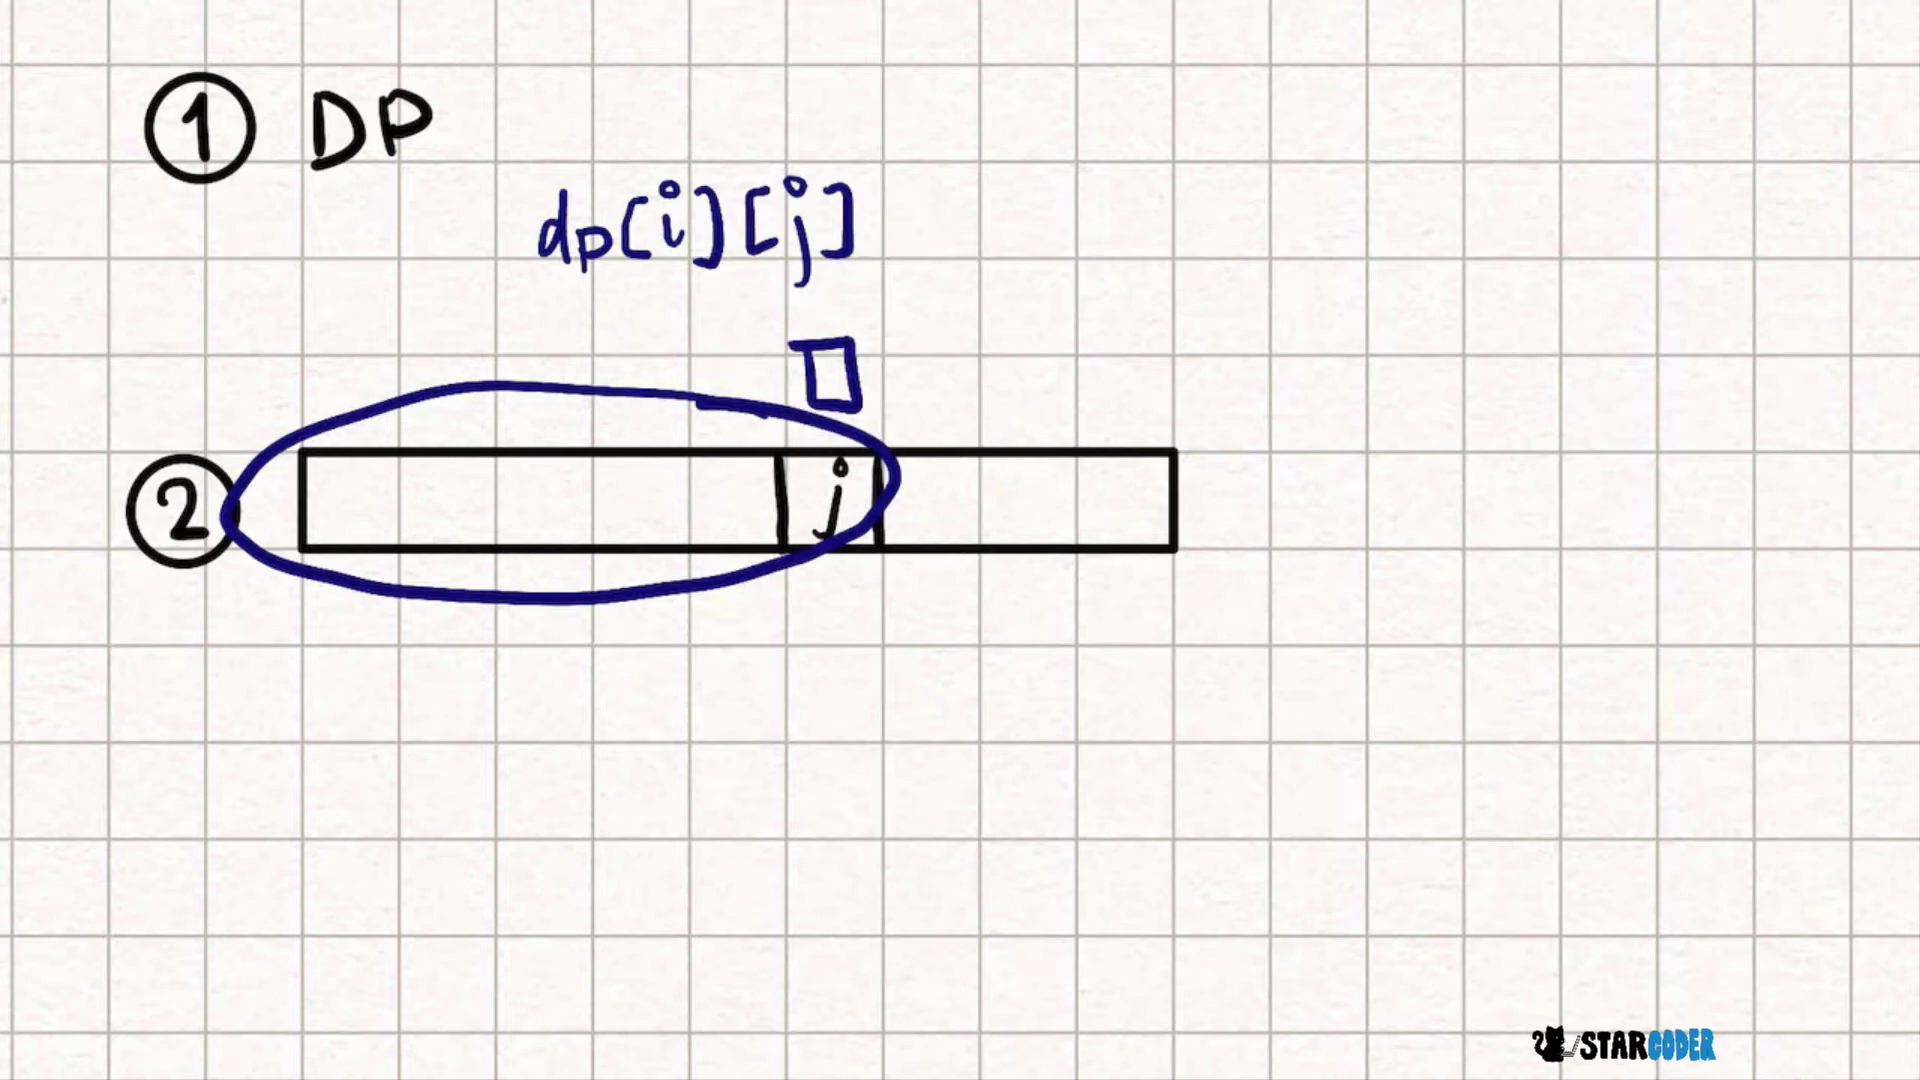 ① DP
dp[i][j]
② j
STARCODER